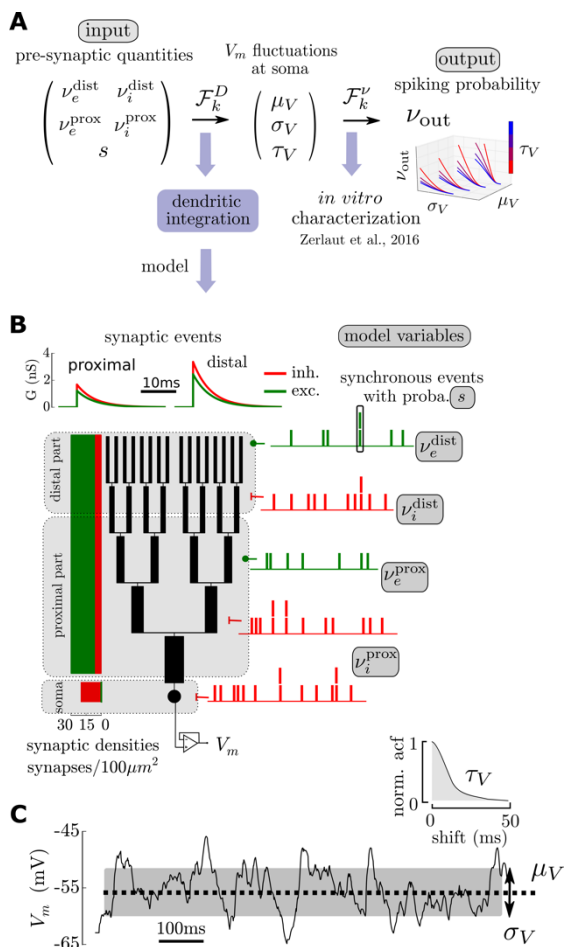 A
input
pre-synaptic quantities
V_m fluctuations
at soma
output
spiking probability
ν_e^dist ν_i^dist
ν_e^prox ν_i^prox
s
F_k^D
μ_V
σ_V
τ_V
F_k^ν
ν_out
ν_out
σ_V
μ_V
τ_V
dendritic
integration
in vitro
characterization
Zerlaut et al., 2016
model
B
synaptic events
model variables
G (nS)
4
2
0
proximal
distal
10ms
inh.
exc.
synchronous events
with proba. s
distal part
ν_e^dist
ν_i^dist
proximal part
ν_e^prox
ν_i^prox
soma
30 15 0
synaptic densities
synapses/100μm²
V_m
norm. acf
1
0
τ_V
0 50
shift (ms)
C
V_m (mV)
-45
-55
-65
100ms
μ_V
σ_V